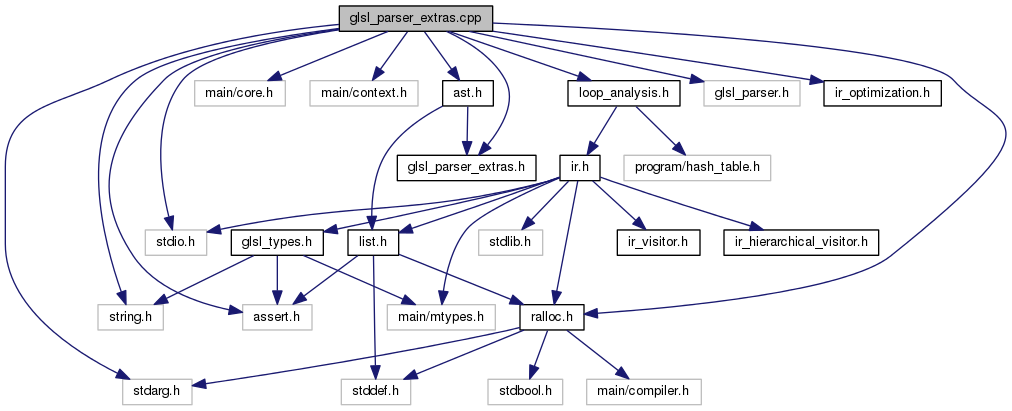 glsl_parser_extras.cpp
main/core.h
main/context.h
ast.h
loop_analysis.h
glsl_parser.h
ir_optimization.h
glsl_parser_extras.h
ir.h
program/hash_table.h
stdio.h
glsl_types.h
list.h
stdlib.h
ir_visitor.h
ir_hierarchical_visitor.h
string.h
assert.h
main/mtypes.h
ralloc.h
stdarg.h
stddef.h
stdbool.h
main/compiler.h